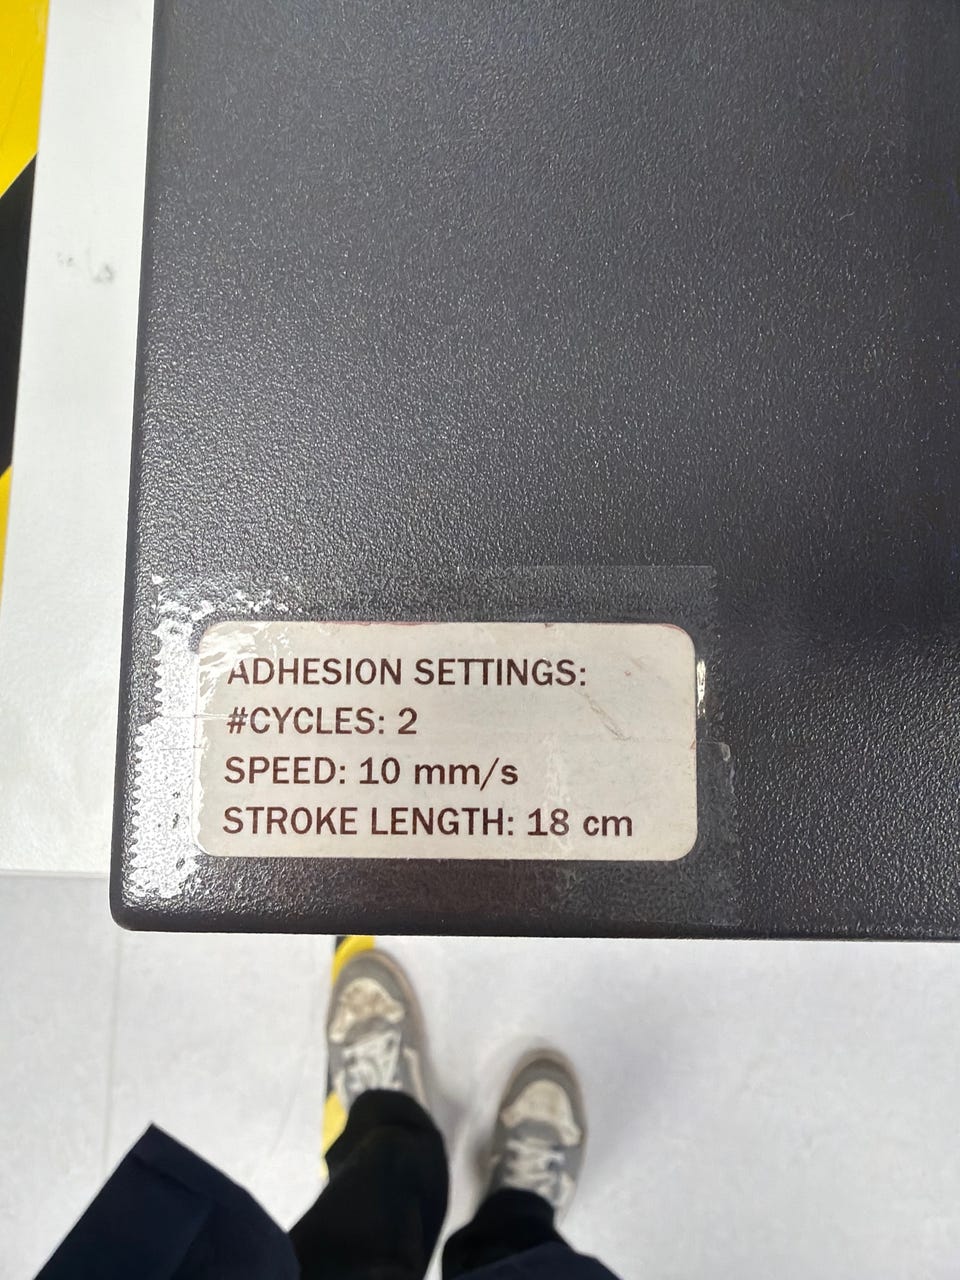 ADHESION SETTINGS:
#CYCLES: 2
SPEED: 10 mm/s
STROKE LENGTH: 18 cm